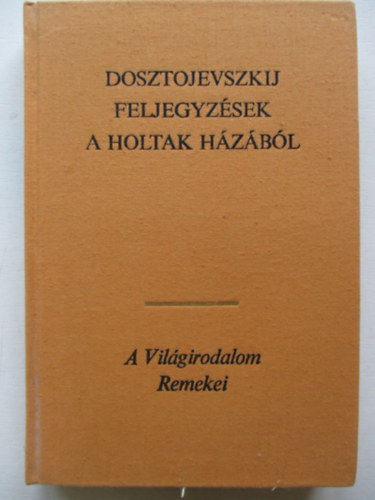 DOSZTOJEVSZKIJ
FELJEGYZÉSEK
A HOLTAK HÁZÁBÓL
A Világirodalom
Remekei